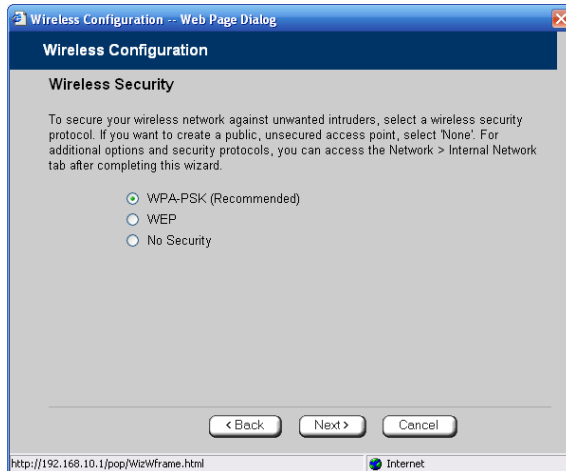 Wireless Configuration -- Web Page Dialog
Wireless Configuration
Wireless Security
To secure your wireless network against unwanted intruders, select a wireless security
protocol. If you want to create a public, unsecured access point, select 'None'. For
additional options and security protocols, you can access the Network > Internal Network
tab after completing this wizard.
WPA-PSK (Recommended)
WEP
No Security
< Back
Next >
Cancel
http://192.168.10.1/pop/WizWframe.html
Internet